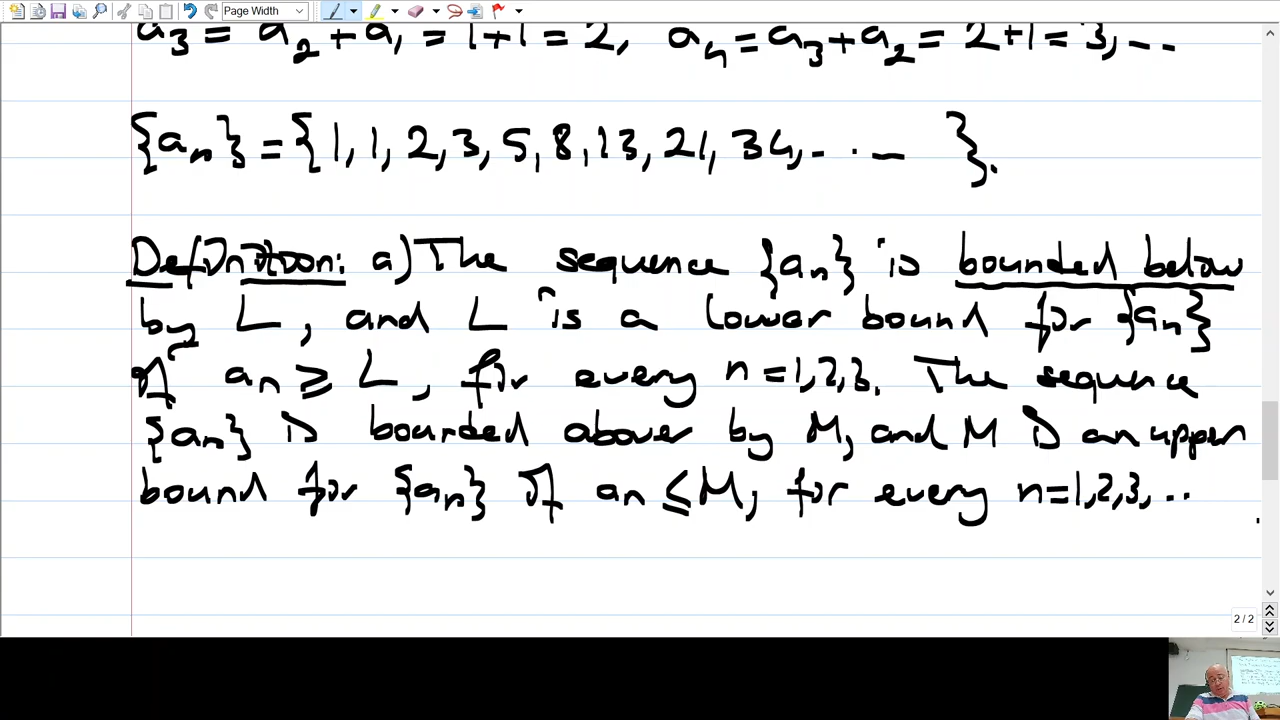 Page Width
a₃ = a₂ + a₁ = 1+1 = 2, a₄ = a₃ + a₂ = 2+1 = 3, ...
{aₙ} = {1, 1, 2, 3, 5, 8, 13, 21, 34, ... }.
Definition: a) The sequence {aₙ} is bounded below
by L, and L is a lower bound for {aₙ}
if aₙ ≥ L, for every n=1,2,3. The sequence
{aₙ} is bounded above by M, and M is an upper
bound for {aₙ} if aₙ ≤ M, for every n=1,2,3,...
2 / 2